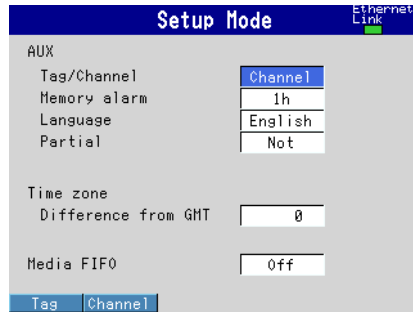 Setup Mode
Ethernet
Link
AUX
Tag/Channel Channel
Memory alarm 1h
Language English
Partial Not
Time zone
Difference from GMT 0
Media FIFO Off
Tag Channel